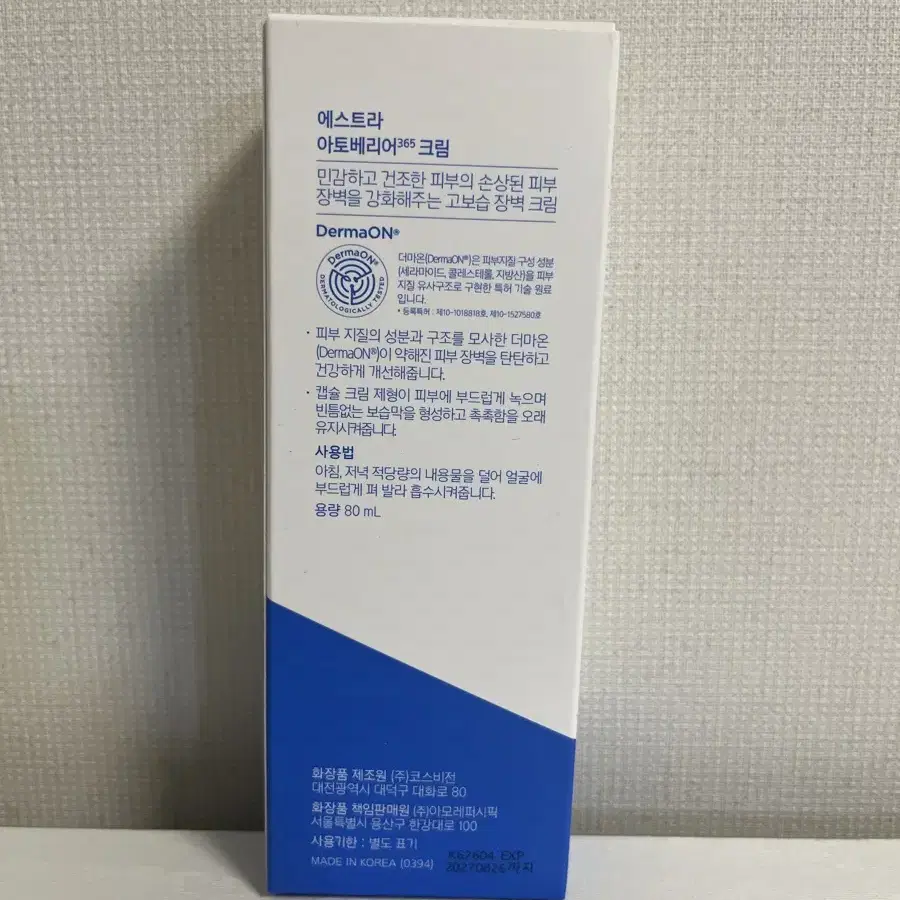 에스트라
아토베리어365 크림
민감하고 건조한 피부의 손상된 피부
장벽을 강화해주는 고보습 장벽 크림
DermaON®
DermaON®
DERMATOLOGICALLY TESTED
더마온(DermaON®)은 피부지질 구성 성분
(세라마이드, 콜레스테롤, 지방산)을 피부
지질 유사구조로 구현한 특허 기술 원료
입니다.
• 등록특허 : 제10-1018818호, 제10-1527580호
• 피부 지질의 성분과 구조를 모사한 더마온
(DermaON®)이 약해진 피부 장벽을 탄탄하고
건강하게 개선해줍니다.
• 캡슐 크림 제형이 피부에 부드럽게 녹으며
빈틈없는 보습막을 형성하고 촉촉함을 오래
유지시켜줍니다.
사용법
아침, 저녁 적당량의 내용물을 덜어 얼굴에
부드럽게 펴 발라 흡수시켜줍니다.
용량 80 mL
화장품 제조원 (주)코스비전
대전광역시 대덕구 대화로 80
화장품 책임판매원 (주)아모레퍼시픽
서울특별시 용산구 한강대로 100
사용기한 : 별도 표기
MADE IN KOREA (0394)
K67604 EXP
20270826까지